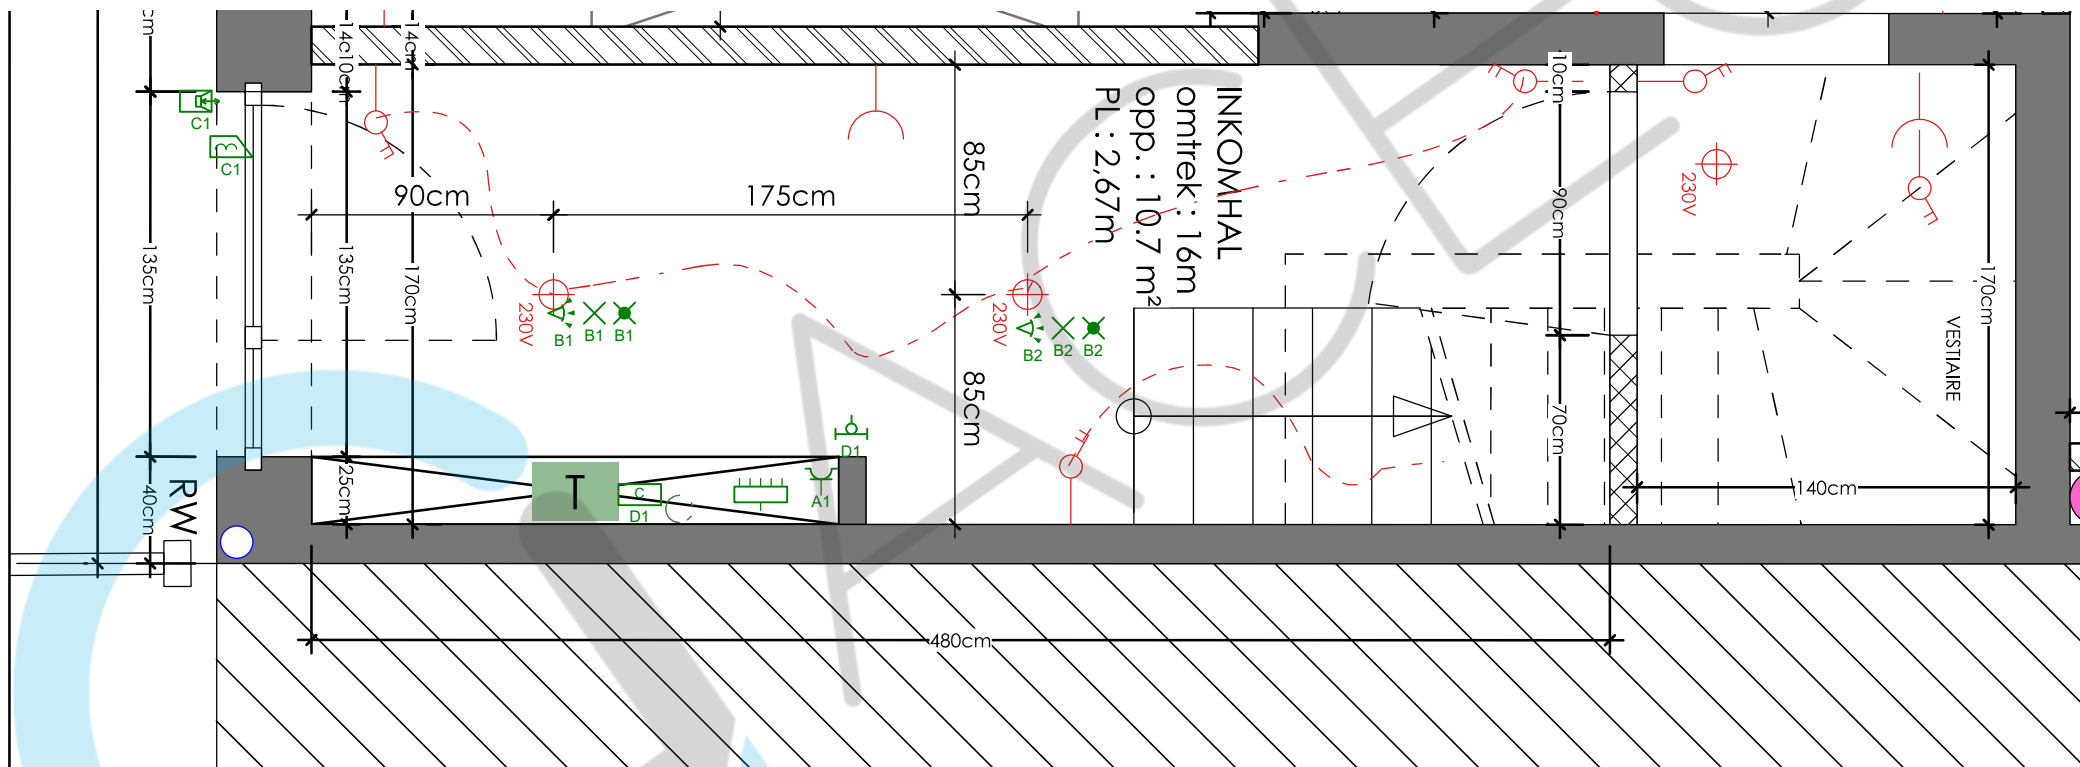 cm
14cm
10cm
14cm
C1
C1
135cm
135cm
170cm
90cm
175cm
85cm
85cm
INKOMHAL
omtrek : 16m
opp. : 10.7 m²
PL : 2,67m
230V
B1
B1
B1
230V
B2
B2
B2
10cm
90cm
70cm
230V
170cm
VESTIAIRE
140cm
RW
40cm
25cm
T
C
D1
A1
D1
480cm